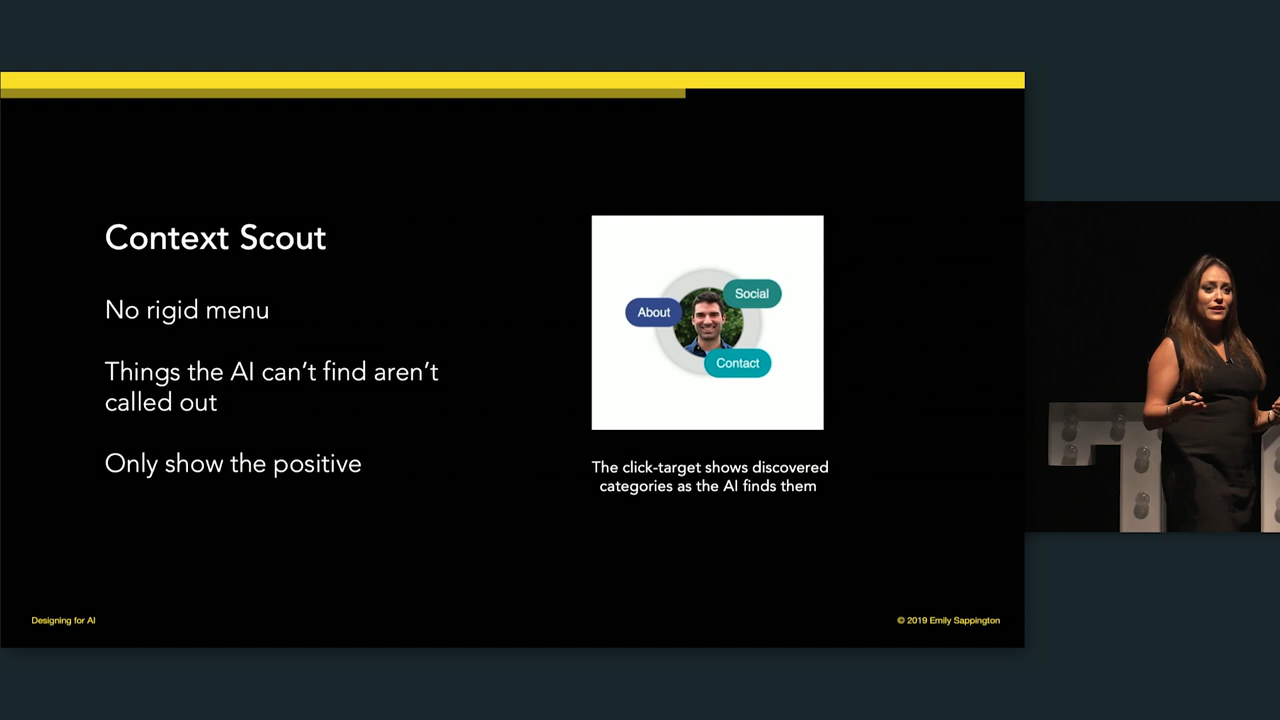 Context Scout
No rigid menu
Things the AI can’t find aren’t
called out
Only show the positive
About
Social
Contact
The click-target shows discovered
categories as the AI finds them
Designing for AI
© 2019 Emily Sappington